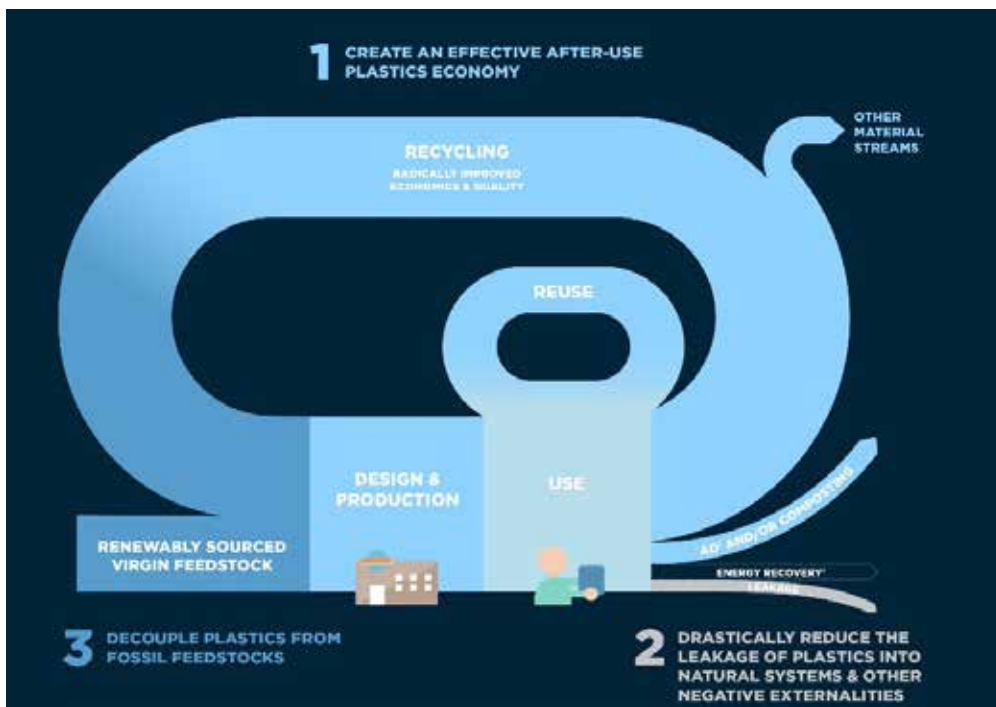 1 CREATE AN EFFECTIVE AFTER-USE
PLASTICS ECONOMY
OTHER
MATERIAL
STREAMS
RECYCLING
RADICALLY IMPROVED
ECONOMICS & QUALITY
REUSE
DESIGN &
PRODUCTION
USE
AD¹ AND/OR COMPOSTING
RENEWABLY SOURCED
VIRGIN FEEDSTOCK
ENERGY RECOVERY¹
LEAKAGE
3 DECOUPLE PLASTICS FROM
FOSSIL FEEDSTOCKS
2 DRASTICALLY REDUCE THE
LEAKAGE OF PLASTICS INTO
NATURAL SYSTEMS & OTHER
NEGATIVE EXTERNALITIES